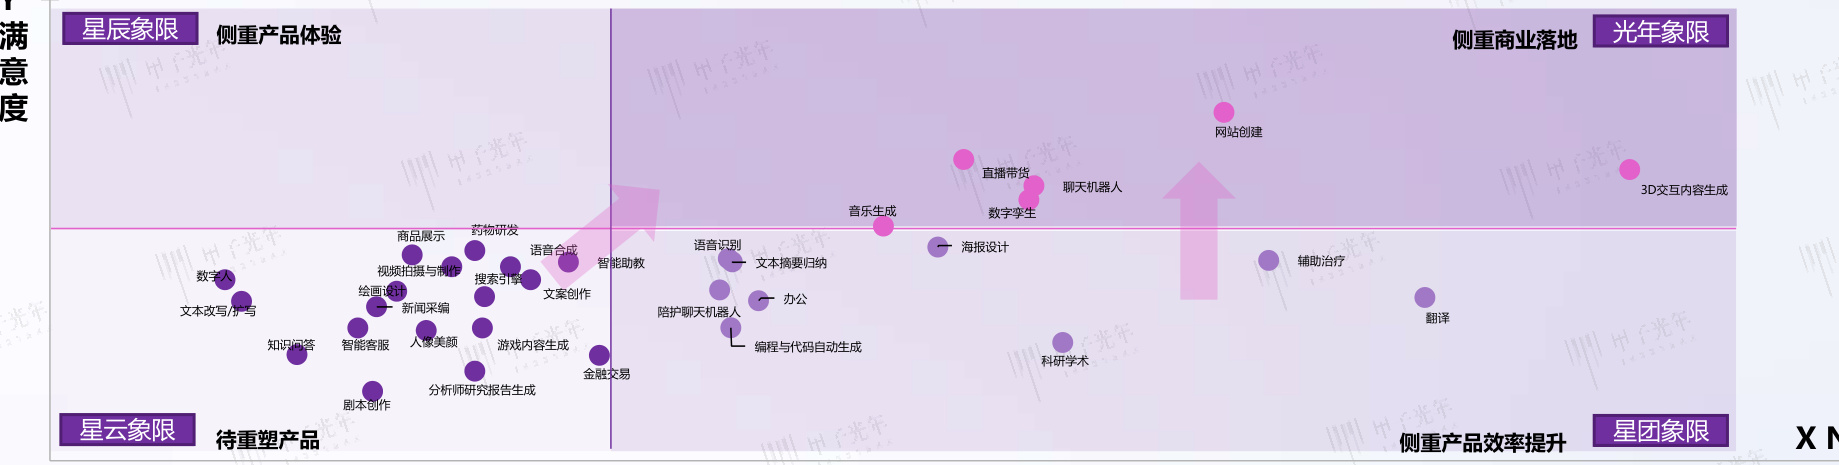 Y
满
意
度
星辰象限
侧重产品体验
侧重商业落地
光年象限
网站创建
直播带货
聊天机器人
3D交互内容生成
音乐生成
数字孪生
商品展示
药物研发
语音合成
智能助教
语音识别
文本摘要归纳
海报设计
辅助治疗
数字人
视频拍摄与制作
搜索引擎
绘画设计
文案创作
办公
文本改写/扩写
新闻采编
陪护聊天机器人
翻译
知识问答
智能客服
人像美颜
游戏内容生成
编程与代码自动生成
科研学术
金融交易
剧本创作
分析师研究报告生成
星云象限
待重塑产品
侧重产品效率提升
星团象限
X N